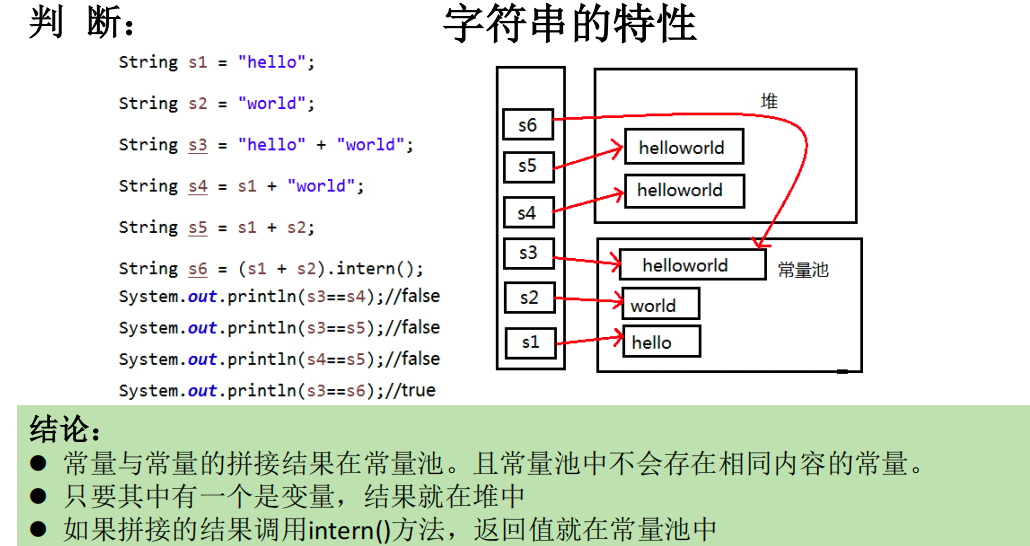 判 断：
字符串的特性
String s1 = "hello";
String s2 = "world";
String s3 = "hello" + "world";
String s4 = s1 + "world";
String s5 = s1 + s2;
String s6 = (s1 + s2).intern();
System.out.println(s3==s4);//false
System.out.println(s3==s5);//false
System.out.println(s4==s5);//false
System.out.println(s3==s6);//true
s6
s5
s4
s3
s2
s1
堆
helloworld
helloworld
helloworld
常量池
world
hello
结论：
● 常量与常量的拼接结果在常量池。且常量池中不会存在相同内容的常量。
● 只要其中有一个是变量，结果就在堆中
● 如果拼接的结果调用intern()方法，返回值就在常量池中